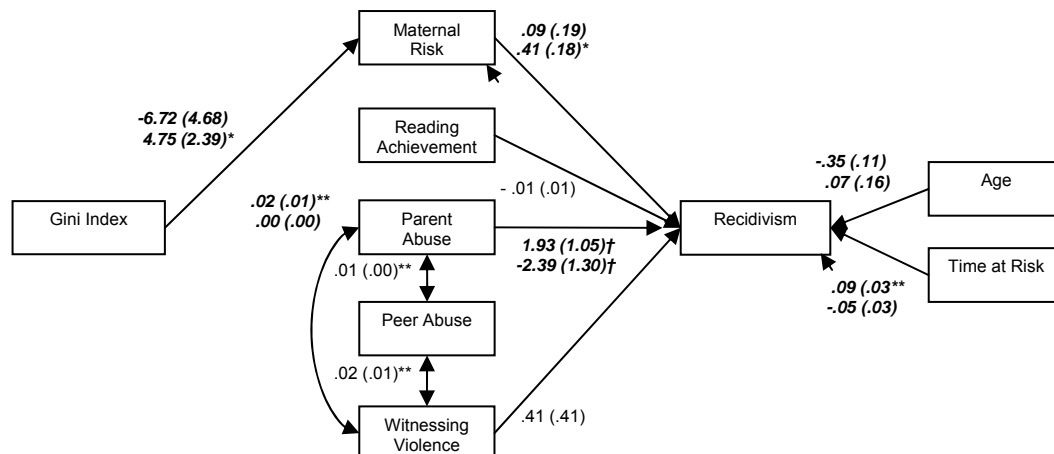 Maternal
Risk
.09 (.19)
.41 (.18)*
-6.72 (4.68)
4.75 (2.39)*
Reading
Achievement
-.35 (.11)
.07 (.16)
Age
- .01 (.01)
.02 (.01)**
.00 (.00)
Gini Index
Parent
Abuse
Recidivism
1.93 (1.05)†
-2.39 (1.30)†
.01 (.00)**
Time at Risk
.09 (.03**
-.05 (.03)
Peer Abuse
.02 (.01)**
Witnessing
Violence
.41 (.41)